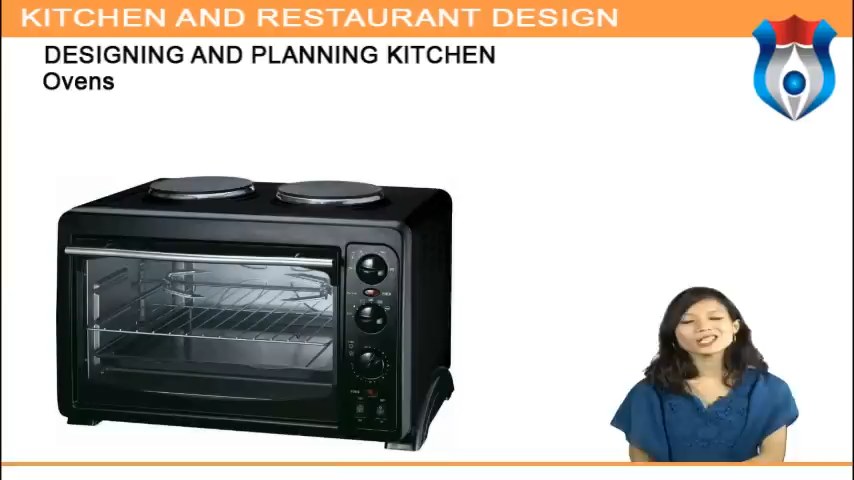 KITCHEN AND RESTAURANT DESIGN
DESIGNING AND PLANNING KITCHEN
Ovens